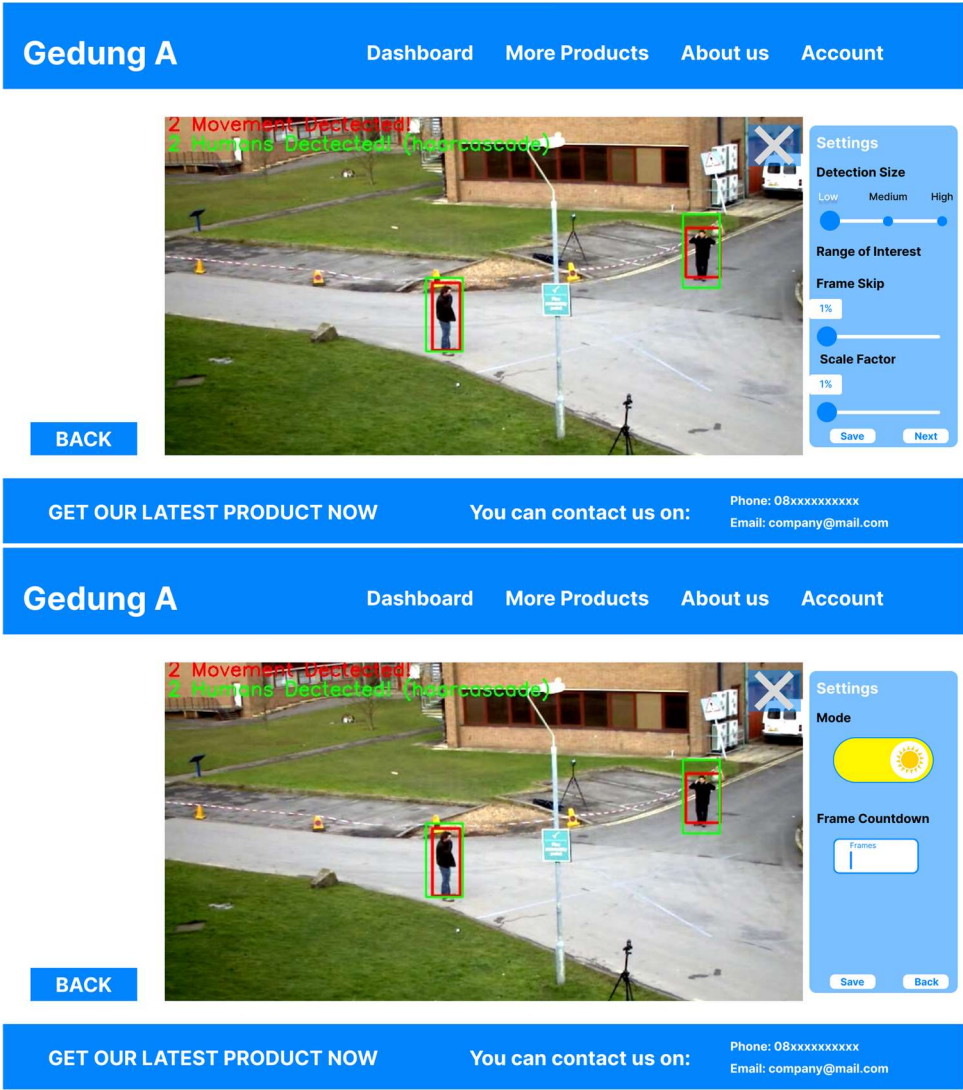 Gedung A
Dashboard More Products About us Account
2 Movement Dectected!
2 Humans Dectected! (haarcascade)
Settings
Detection Size
Low Medium High
Range of Interest
Frame Skip
1%
Scale Factor
1%
Save Next
BACK
GET OUR LATEST PRODUCT NOW
You can contact us on:
Phone: 08xxxxxxxxxx
Email: company@mail.com
Gedung A
Dashboard More Products About us Account
2 Movement Dectected!
2 Humans Dectected! (haarcascade)
Settings
Mode
Frame Countdown
Frames
Save Back
BACK
GET OUR LATEST PRODUCT NOW
You can contact us on:
Phone: 08xxxxxxxxxx
Email: company@mail.com